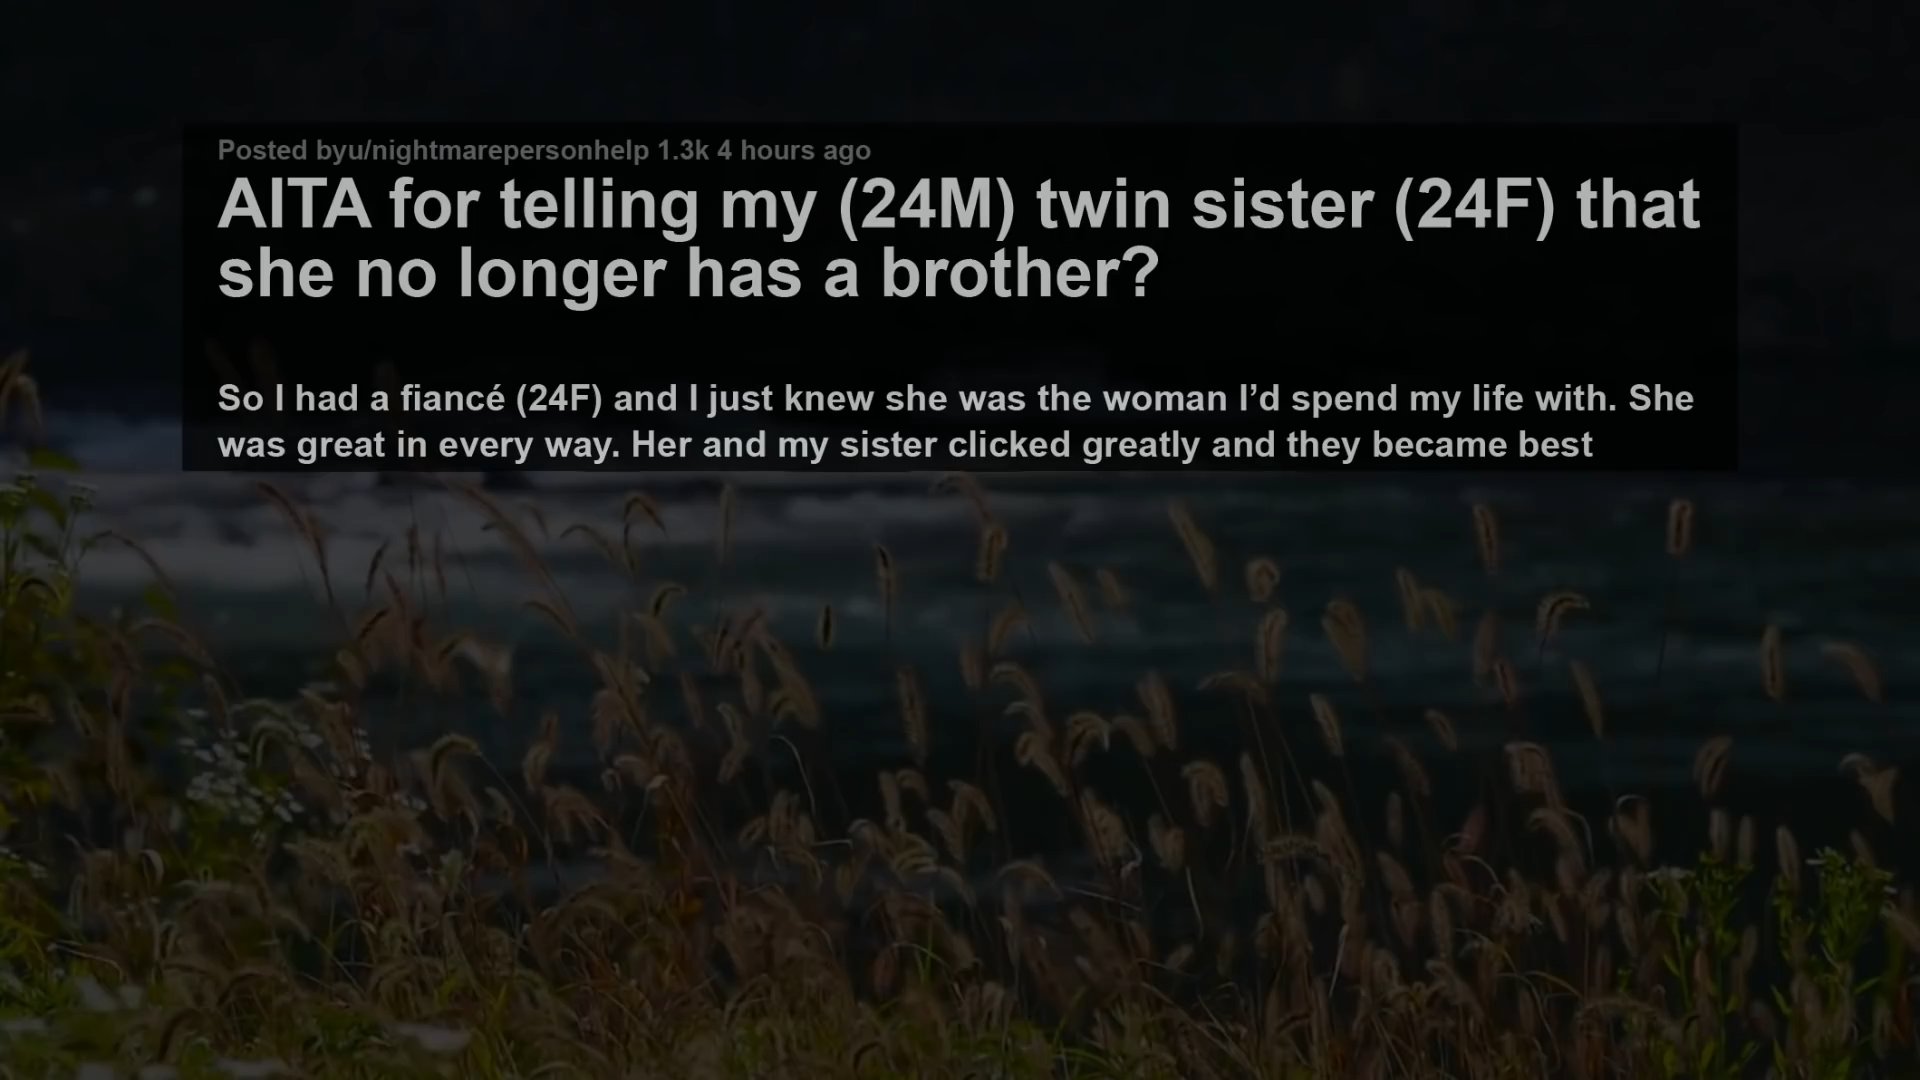 Posted byu/nightmarepersonhelp 1.3k 4 hours ago
AITA for telling my (24M) twin sister (24F) that
she no longer has a brother?
So I had a fiancé (24F) and I just knew she was the woman I’d spend my life with. She
was great in every way. Her and my sister clicked greatly and they became best